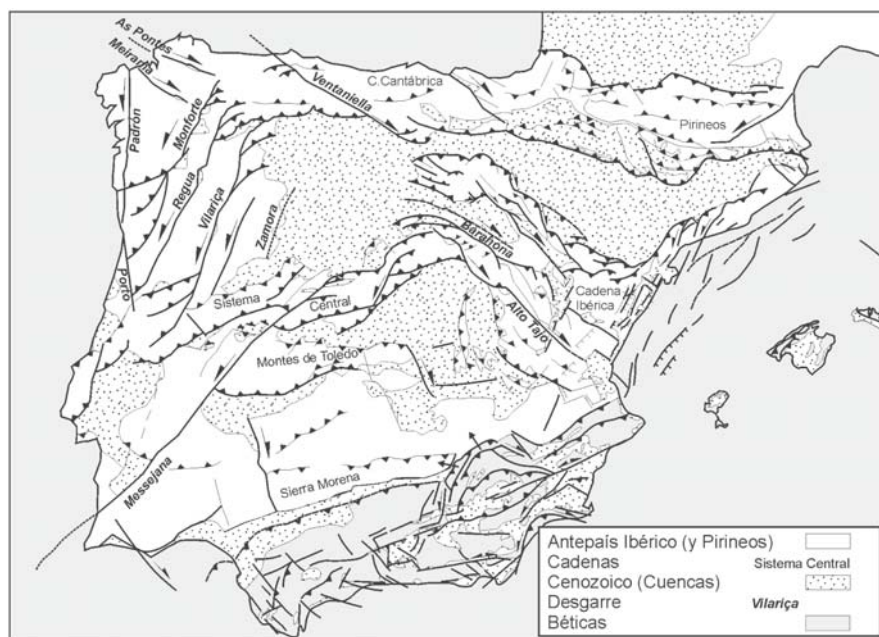 As Pontes
Meirama
Ventaniella
C.Cantábrica
Pirineos
Padrón
Monforte
Regua
Vilariça
Zamora
Barahona
Porto
Sistema
Central
Cadena
Ibérica
Alto Tajo
Montes de Toledo
Messejana
Sierra Morena
Antepaís Ibérico (y Pirineos)
Cadenas Sistema Central
Cenozoico (Cuencas)
Desgarre Vilariça
Béticas